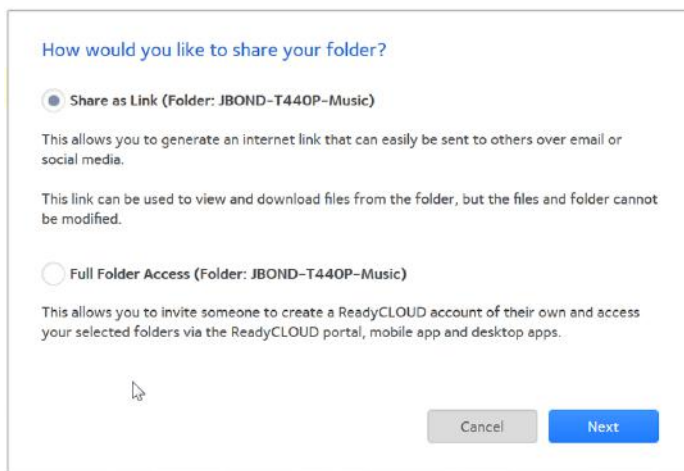 How would you like to share your folder?
Share as Link (Folder: JBOND-T440P-Music)
This allows you to generate an internet link that can easily be sent to others over email or
social media.
This link can be used to view and download files from the folder, but the files and folder cannot
be modified.
Full Folder Access (Folder: JBOND-T440P-Music)
This allows you to invite someone to create a ReadyCLOUD account of their own and access
your selected folders via the ReadyCLOUD portal, mobile app and desktop apps.
Cancel
Next